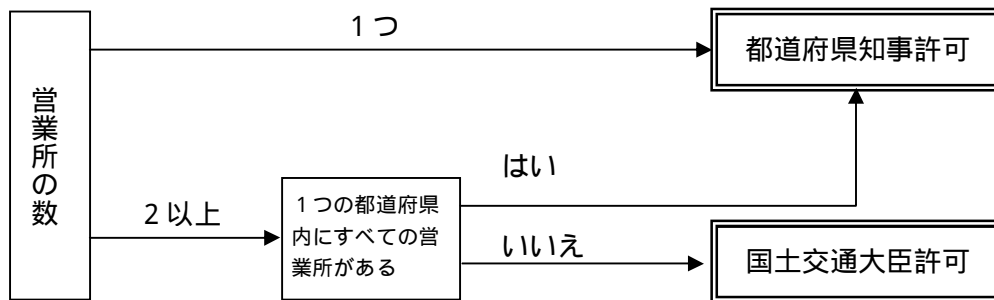 営業所の数
1つ
都道府県知事許可
2以上
1つの都道府県
内にすべての営
業所がある
はい
いいえ
国土交通大臣許可